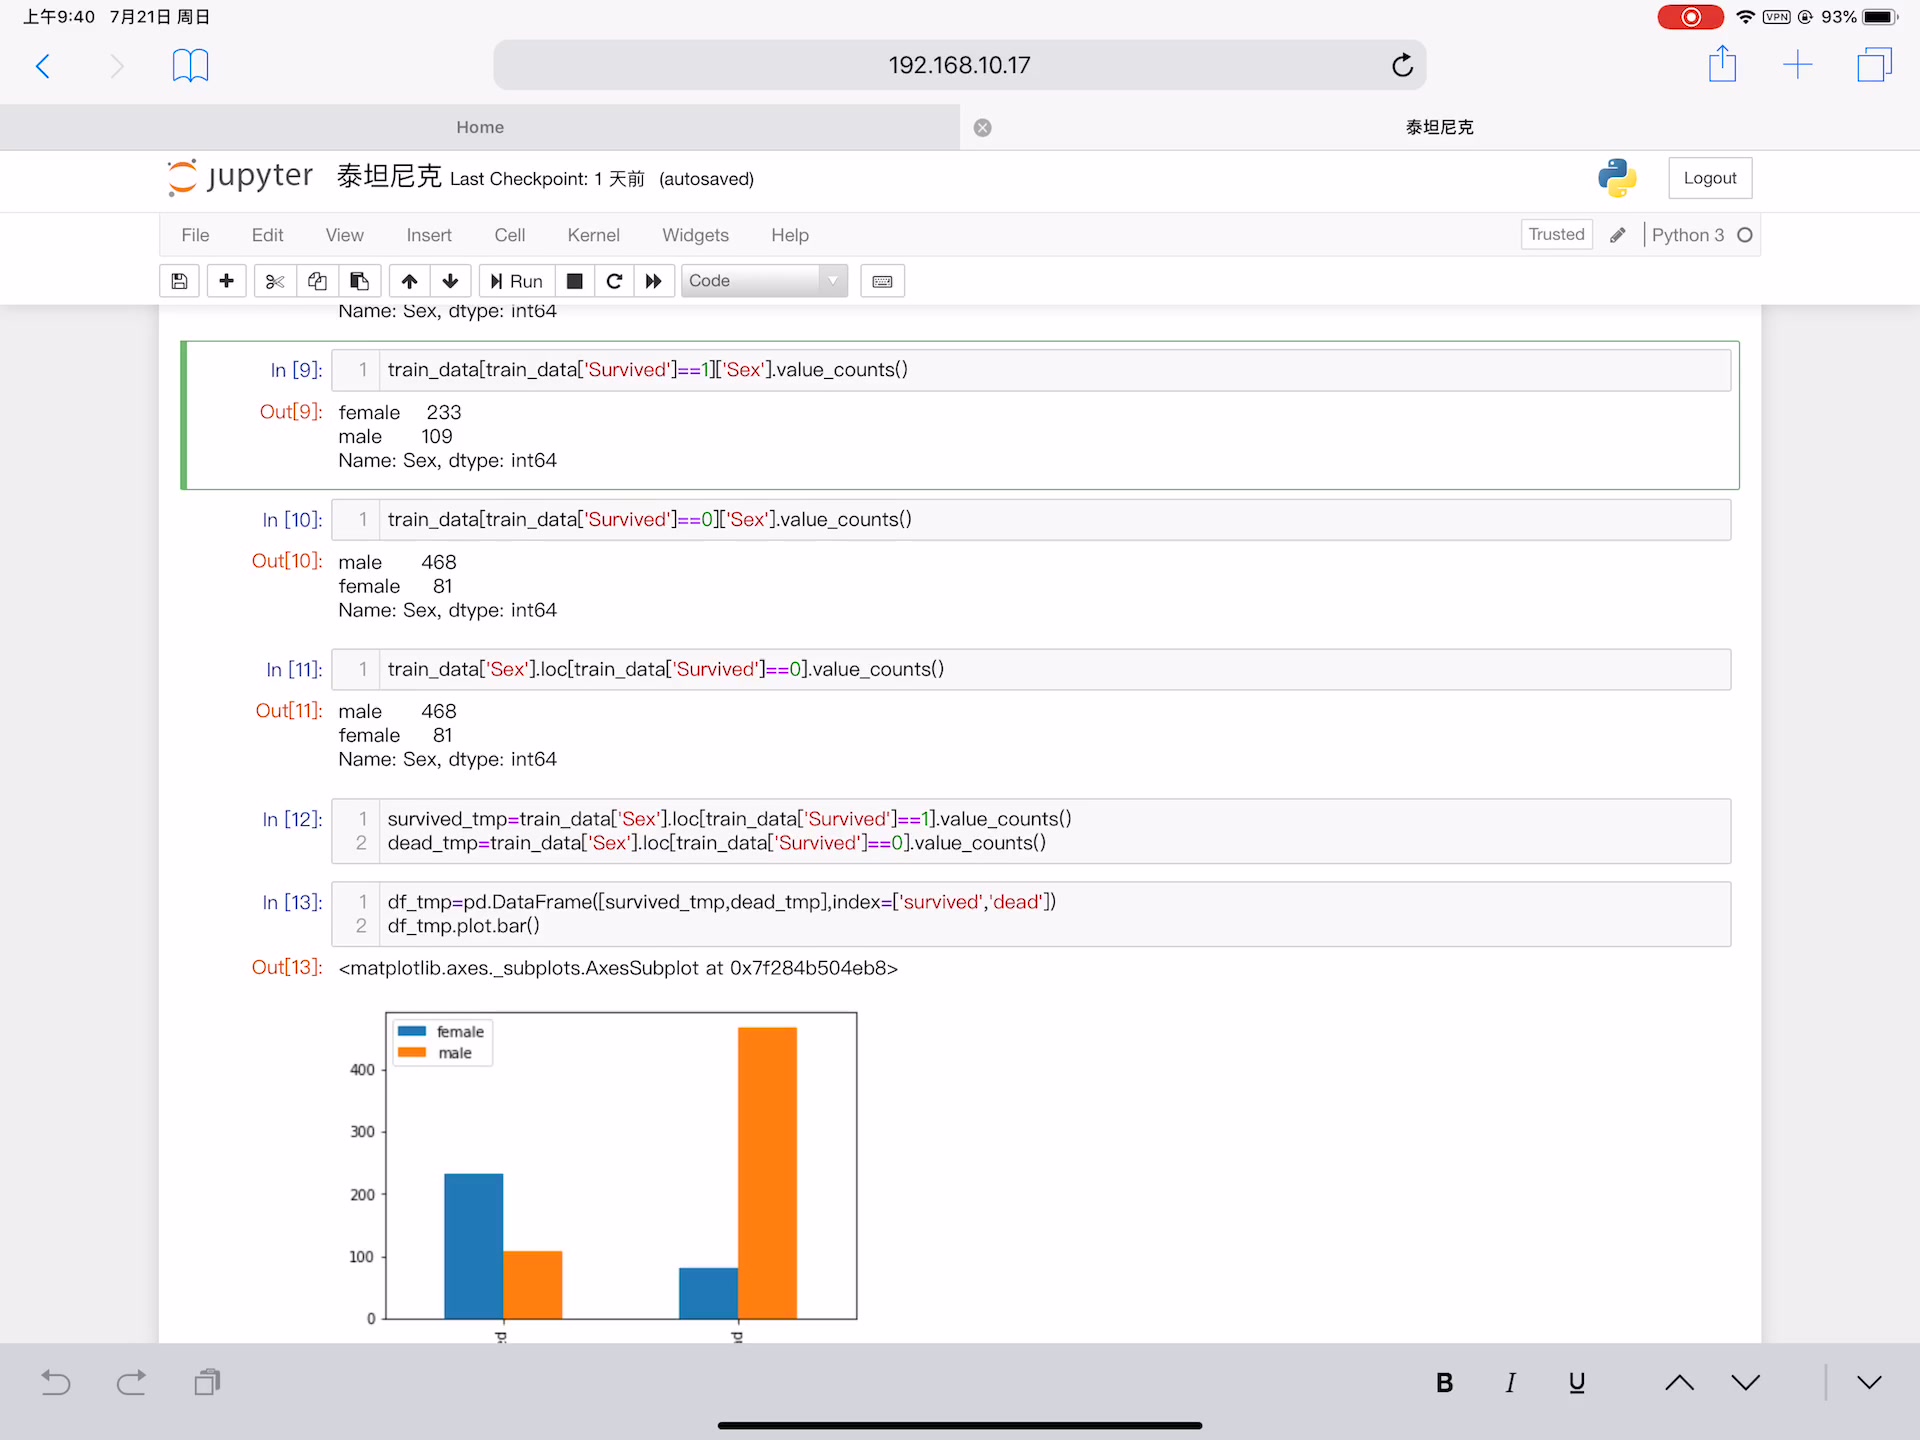 上午9:40 7月21日 周日
VPN 93%
192.168.10.17
Home
泰坦尼克
jupyter 泰坦尼克 Last Checkpoint: 1 天前 (autosaved)
Logout
File Edit View Insert Cell Kernel Widgets Help
Trusted
Python 3
Run
Code
Name: Sex, dtype: int64
In [9]: 1 train_data[train_data['Survived']==1]['Sex'].value_counts()
Out[9]: female 233
male 109
Name: Sex, dtype: int64
In [10]: 1 train_data[train_data['Survived']==0]['Sex'].value_counts()
Out[10]: male 468
female 81
Name: Sex, dtype: int64
In [11]: 1 train_data['Sex'].loc[train_data['Survived']==0].value_counts()
Out[11]: male 468
female 81
Name: Sex, dtype: int64
In [12]: 1 survived_tmp=train_data['Sex'].loc[train_data['Survived']==1].value_counts()
2 dead_tmp=train_data['Sex'].loc[train_data['Survived']==0].value_counts()
In [13]: 1 df_tmp=pd.DataFrame([survived_tmp,dead_tmp],index=['survived','dead'])
2 df_tmp.plot.bar()
Out[13]: <matplotlib.axes._subplots.AxesSubplot at 0x7f284b504eb8>
female
male
400
300
200
100
0
B I U